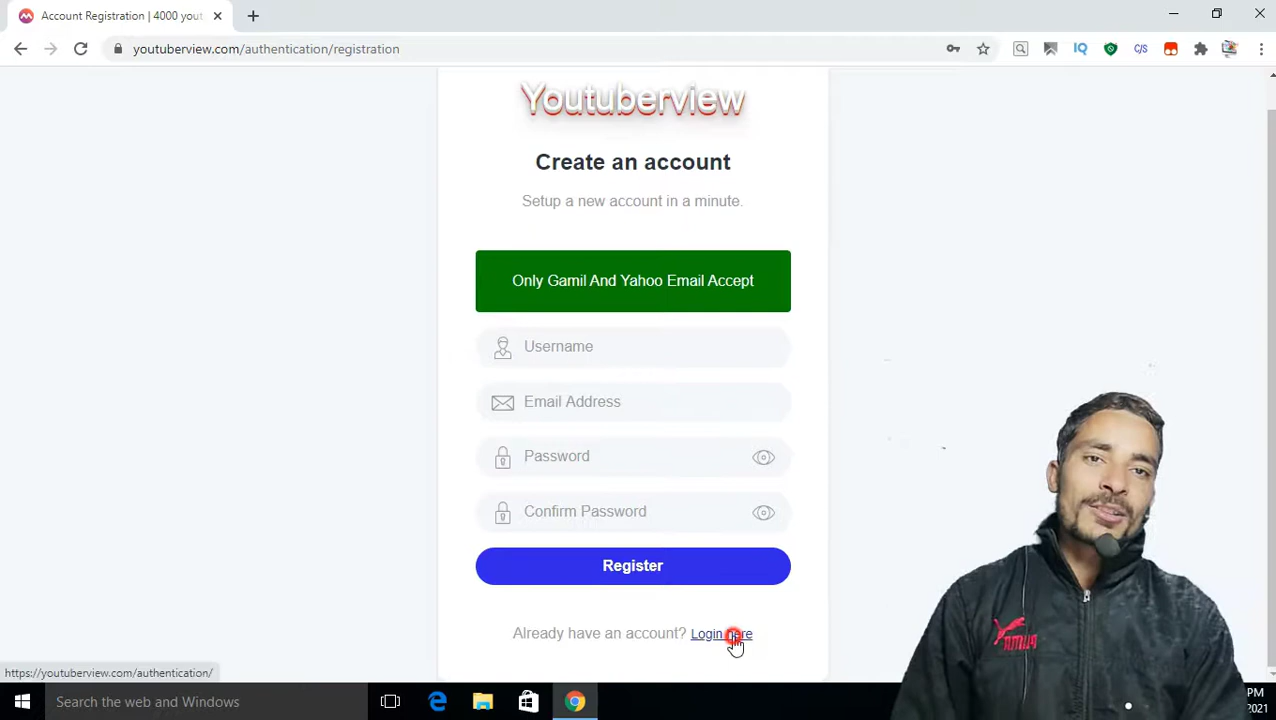 Account Registration | 4000 yout
youtuberview.com/authentication/registration
IQ
C/S
Youtuberview
Create an account
Setup a new account in a minute.
Only Gamil And Yahoo Email Accept
Username
Email Address
Password
Confirm Password
Register
Already have an account? Login here
https://youtuberview.com/authentication/
Search the web and Windows
PM
2021